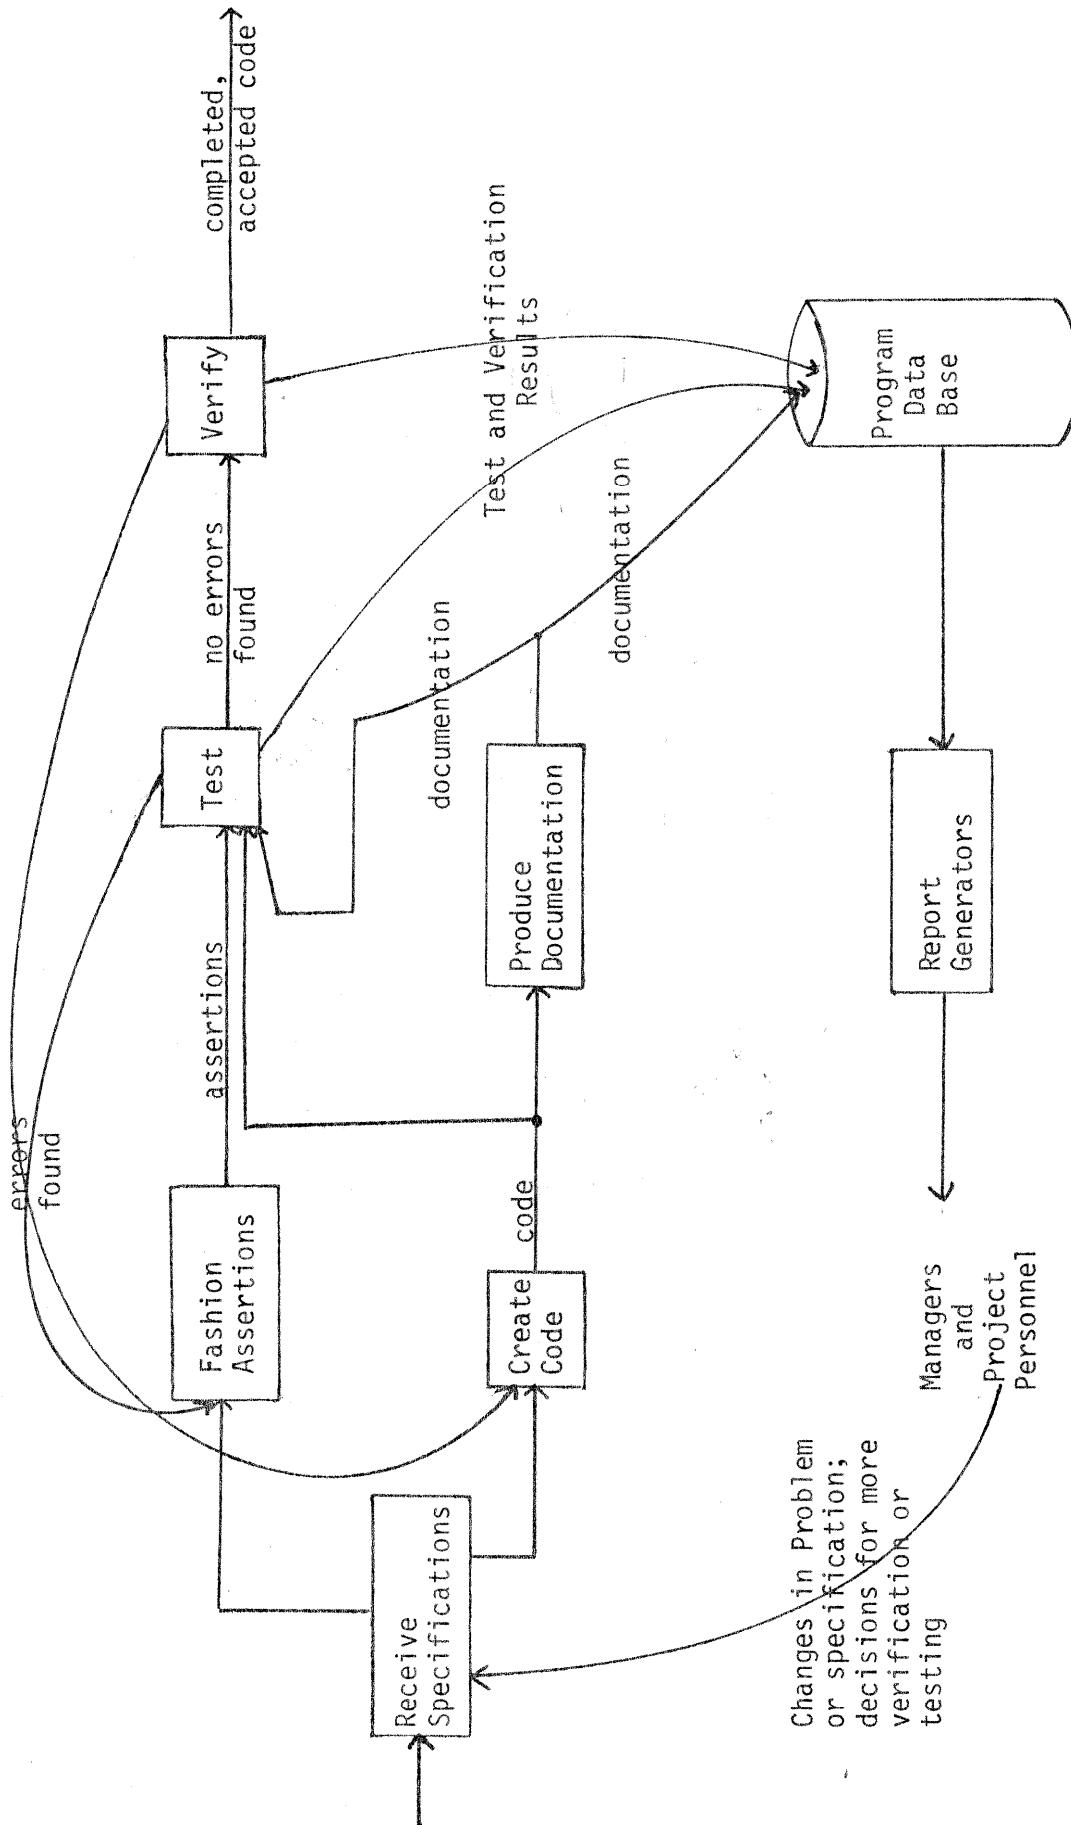 errors
found
Fashion
Assertions
assertions
Test
no errors
found
Verify
completed,
accepted code
Receive
Specifications
Create
Code
code
Produce
Documentation
documentation
documentation
Test and Verification
Results
Changes in Problem
or specification;
decisions for more
verification or
testing
Managers
and
Project
Personnel
Report
Generators
Program
Data
Base